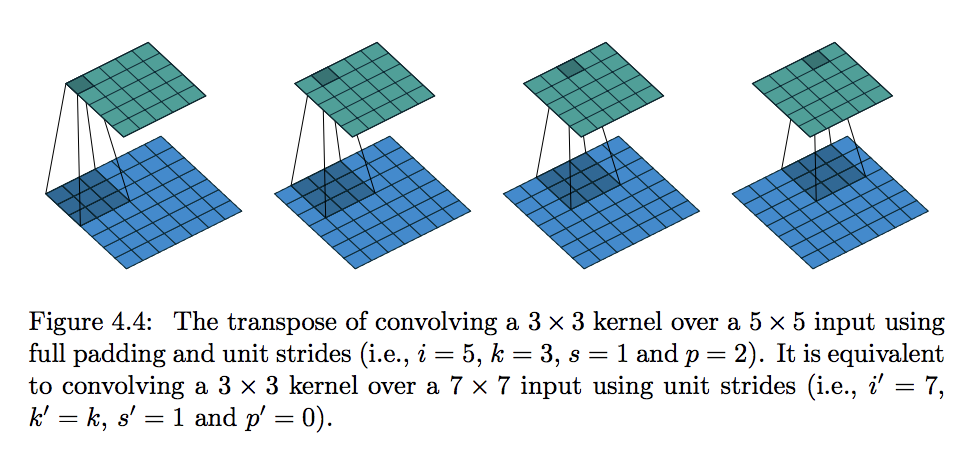 Figure 4.4: The transpose of convolving a 3 × 3 kernel over a 5 × 5 input using
full padding and unit strides (i.e., i = 5, k = 3, s = 1 and p = 2). It is equivalent
to convolving a 3 × 3 kernel over a 7 × 7 input using unit strides (i.e., i′ = 7,
k′ = k, s′ = 1 and p′ = 0).